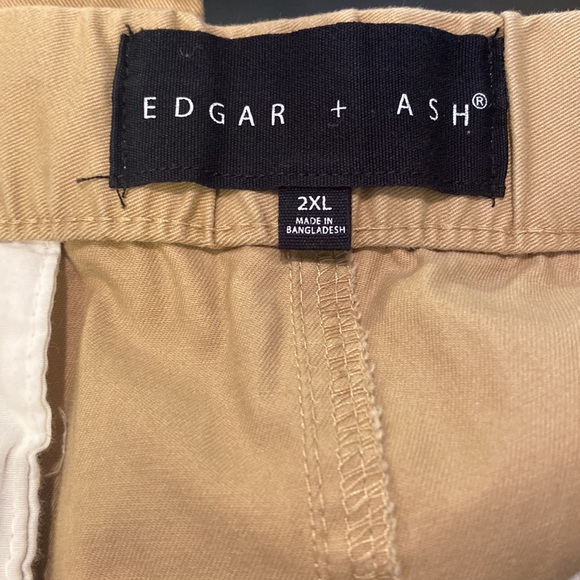 EDGAR + ASH®
2XL
MADE IN
BANGLADESH